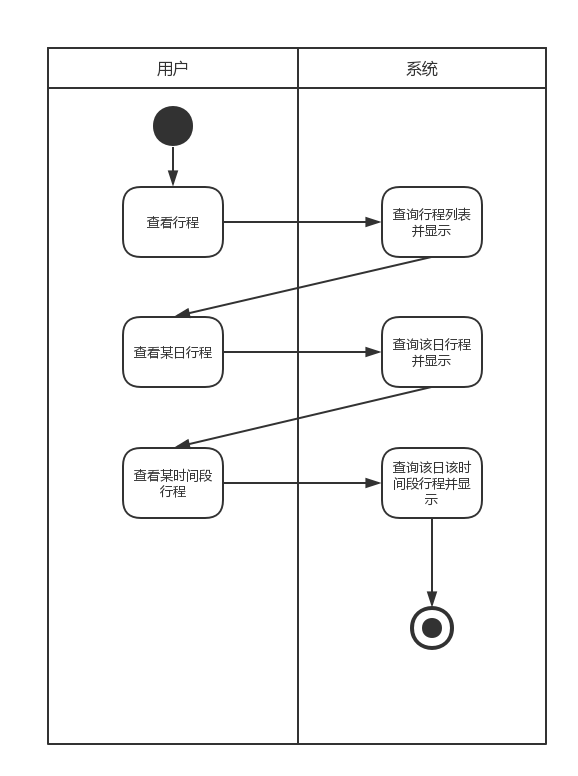 用户
系统
查看行程
查询行程列表
并显示
查看某日行程
查询该日行程
并显示
查看某时间段
行程
查询该日该时
间段行程并显
示